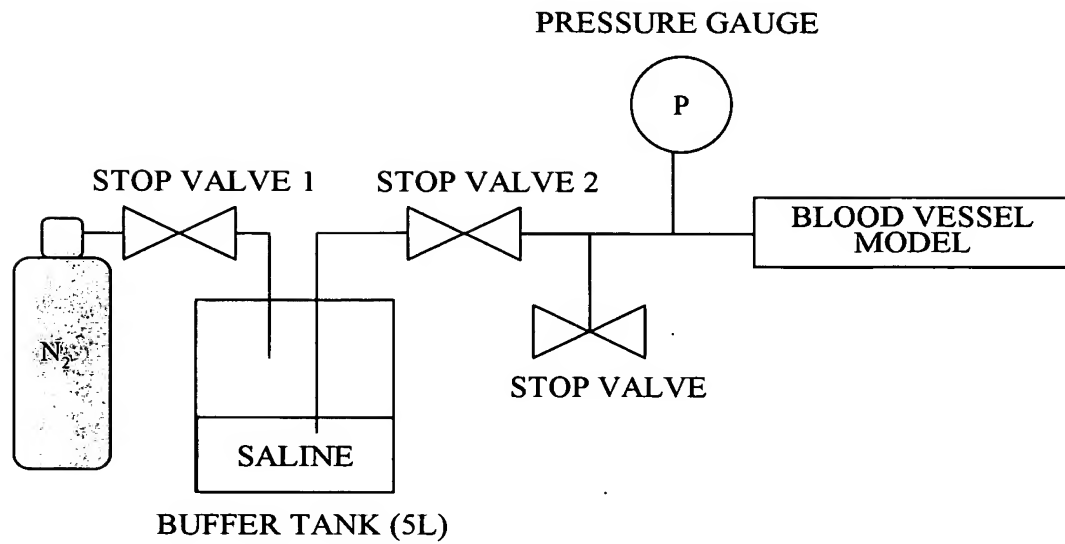 PRESSURE GAUGE
P
STOP VALVE 1
STOP VALVE 2
BLOOD VESSEL
MODEL
N₂
STOP VALVE
SALINE
BUFFER TANK (5L)